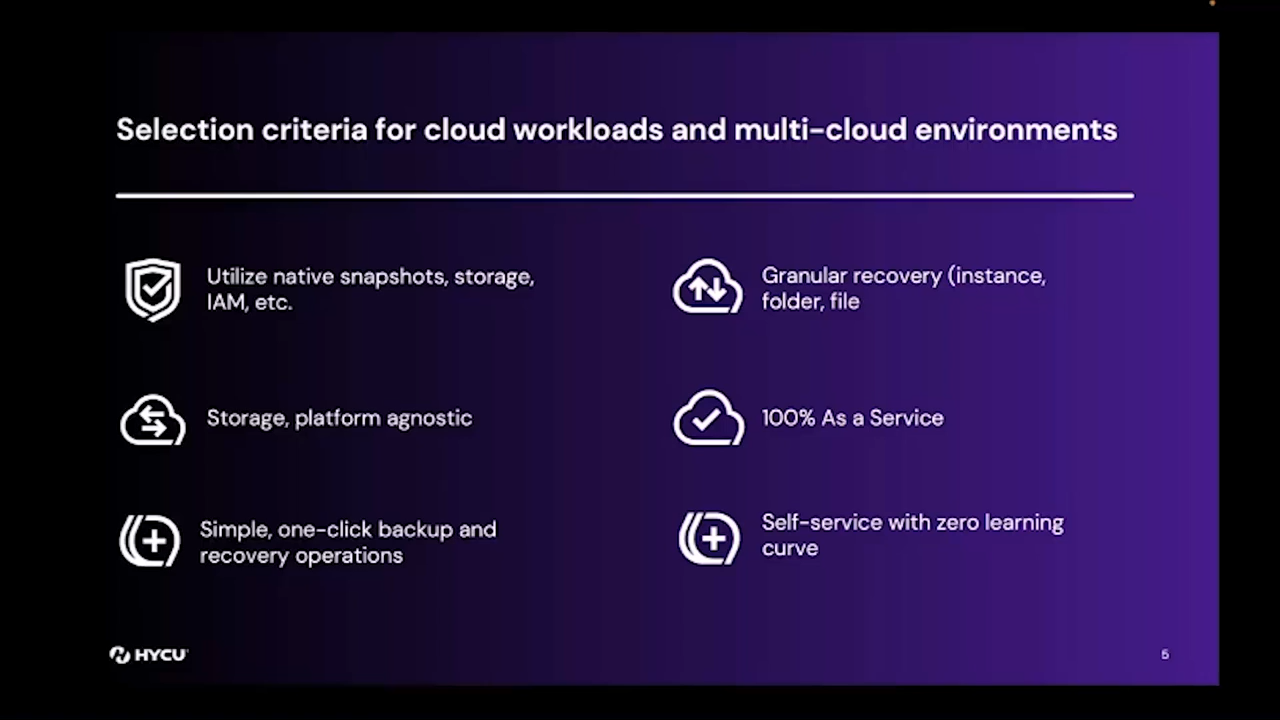 Selection criteria for cloud workloads and multi-cloud environments
Utilize native snapshots, storage,
IAM, etc.
Granular recovery (instance,
folder, file
Storage, platform agnostic
100% As a Service
Simple, one-click backup and
recovery operations
Self-service with zero learning
curve
HYCU
5